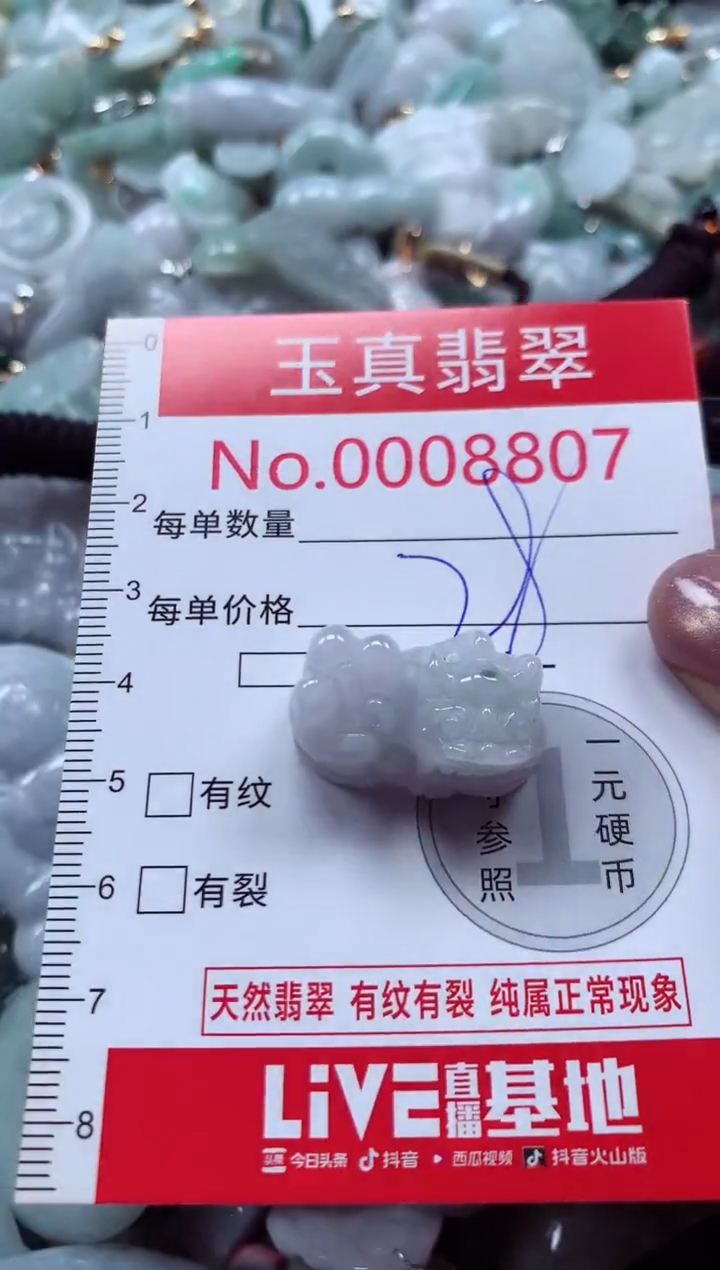 0
玉真翡翠
1
No.0008807
2
每单数量
3
每单价格
4
5
有纹
一元硬币
参照
6
有裂
1
天然翡翠 有纹有裂 纯属正常现象
7
LiVE直播基地
8
头条 今日头条 抖音 西瓜视频 抖音火山版